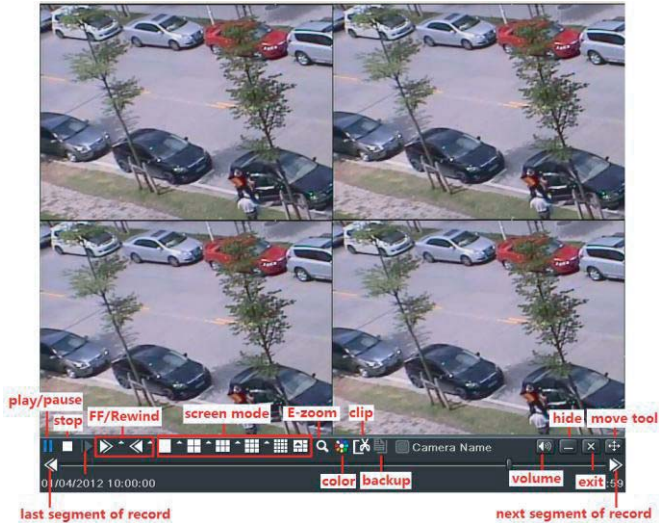 play/pause
stop
FF/Rewind
screen mode
E-zoom
clip
hide
move tool
Camera Name
color
backup
volume
exit
01/04/2012 10:00:00
:59
last segment of record
next segment of record